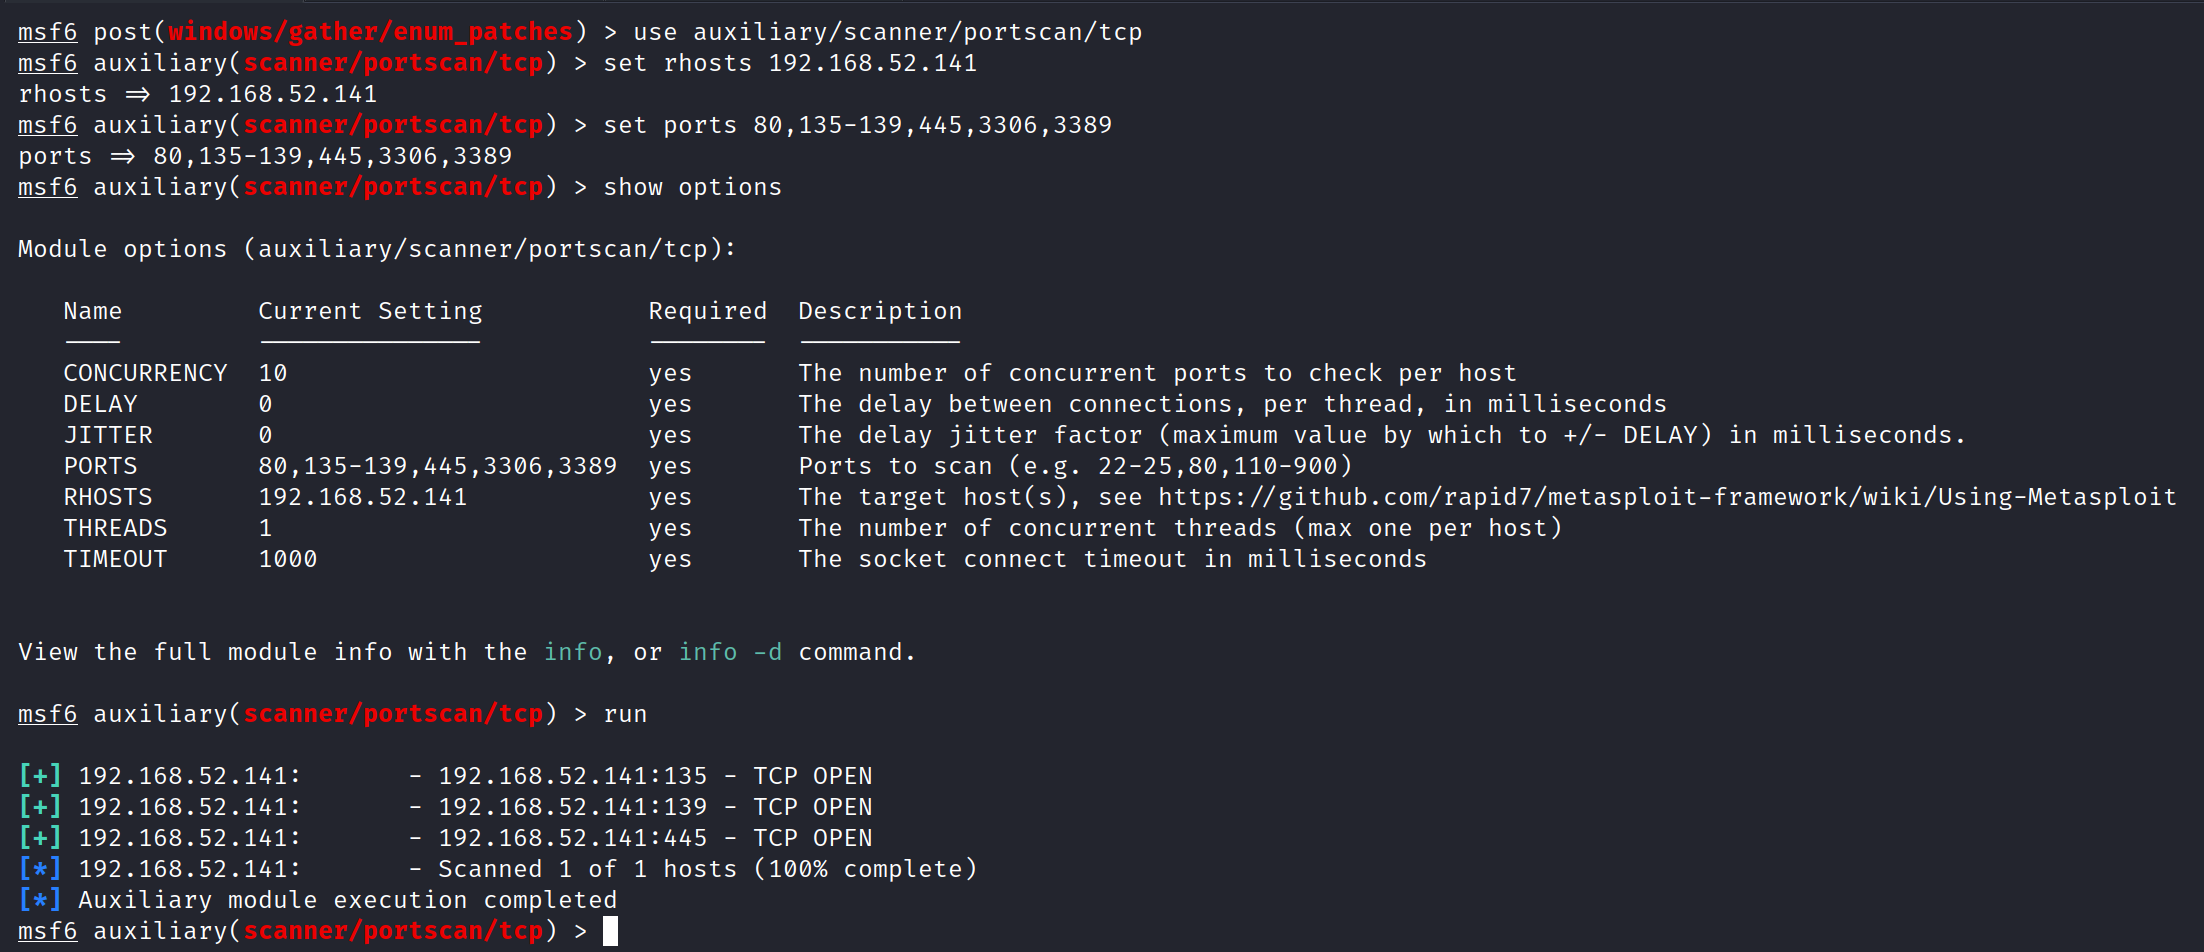 msf6 post(windows/gather/enum_patches) > use auxiliary/scanner/portscan/tcp
msf6 auxiliary(scanner/portscan/tcp) > set rhosts 192.168.52.141
rhosts ⇒ 192.168.52.141
msf6 auxiliary(scanner/portscan/tcp) > set ports 80,135-139,445,3306,3389
ports ⇒ 80,135-139,445,3306,3389
msf6 auxiliary(scanner/portscan/tcp) > show options

Module options (auxiliary/scanner/portscan/tcp):

   Name         Current Setting           Required  Description
   ----         ---------------           --------  -----------
   CONCURRENCY  10                        yes       The number of concurrent ports to check per host
   DELAY        0                         yes       The delay between connections, per thread, in milliseconds
   JITTER       0                         yes       The delay jitter factor (maximum value by which to +/- DELAY) in milliseconds.
   PORTS        80,135-139,445,3306,3389  yes       Ports to scan (e.g. 22-25,80,110-900)
   RHOSTS       192.168.52.141            yes       The target host(s), see https://github.com/rapid7/metasploit-framework/wiki/Using-Metasploit
   THREADS      1                         yes       The number of concurrent threads (max one per host)
   TIMEOUT      1000                      yes       The socket connect timeout in milliseconds

View the full module info with the info, or info -d command.

msf6 auxiliary(scanner/portscan/tcp) > run

[+] 192.168.52.141:       - 192.168.52.141:135 - TCP OPEN
[+] 192.168.52.141:       - 192.168.52.141:139 - TCP OPEN
[+] 192.168.52.141:       - 192.168.52.141:445 - TCP OPEN
[*] 192.168.52.141:       - Scanned 1 of 1 hosts (100% complete)
[*] Auxiliary module execution completed
msf6 auxiliary(scanner/portscan/tcp) >